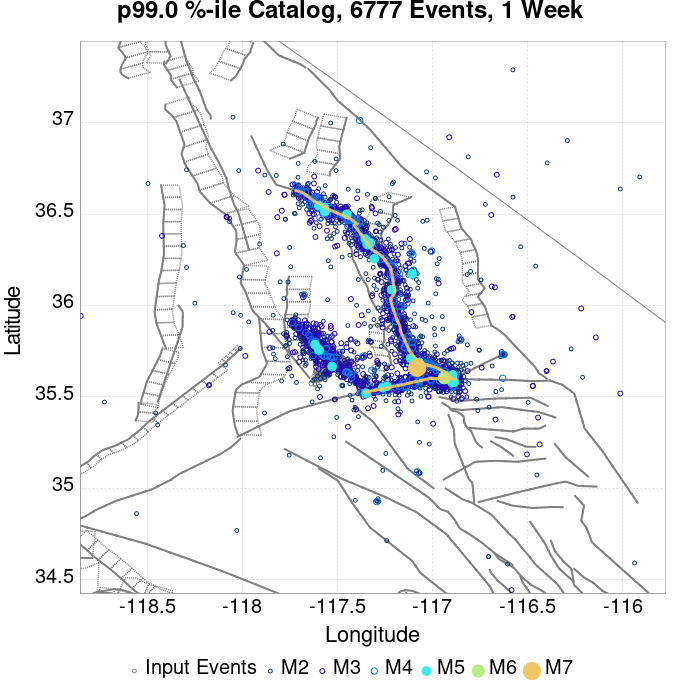 p99.0 %-ile Catalog, 6777 Events, 1 Week
Latitude
37
36.5
36
35.5
35
34.5
-118.5 -118 -117.5 -117 -116.5 -116
Longitude
Input Events M2 M3 M4 M5 M6 M7